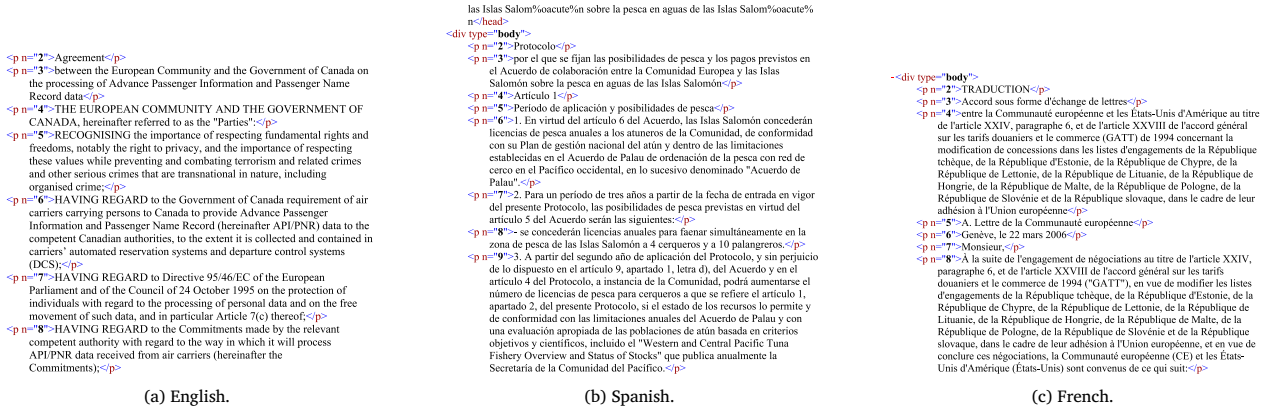 <p n="2">Agreement</p>
<p n="3">between the European Community and the Government of Canada on
the processing of Advance Passenger Information and Passenger Name
Record data</p>
<p n="4">THE EUROPEAN COMMUNITY AND THE GOVERNMENT OF
CANADA, hereinafter referred to as the "Parties":</p>
<p n="5">RECOGNISING the importance of respecting fundamental rights and
freedoms, notably the right to privacy, and the importance of respecting
these values while preventing and combating terrorism and related crimes
and other serious crimes that are transnational in nature, including
organised crime;</p>
<p n="6">HAVING REGARD to the Government of Canada requirement of air
carriers carrying persons to Canada to provide Advance Passenger
Information and Passenger Name Record (hereinafter API/PNR) data to the
competent Canadian authorities, to the extent it is collected and contained in
carriers’ automated reservation systems and departure control systems
(DCS);</p>
<p n="7">HAVING REGARD to Directive 95/46/EC of the European
Parliament and of the Council of 24 October 1995 on the protection of
individuals with regard to the processing of personal data and on the free
movement of such data, and in particular Article 7(c) thereof;</p>
<p n="8">HAVING REGARD to the Commitments made by the relevant
competent authority with regard to the way in which it will process
API/PNR data received from air carriers (hereinafter the
Commitments);</p>
(a) English.
las Islas Salom%oacute%n sobre la pesca en aguas de las Islas Salom%oacute%
n</head>
<div type="body">
<p n="2">Protocolo</p>
<p n="3">por el que se fijan las posibilidades de pesca y los pagos previstos en
el Acuerdo de colaboración entre la Comunidad Europea y las Islas
Salomón sobre la pesca en aguas de las Islas Salomón</p>
<p n="4">Artículo 1</p>
<p n="5">Período de aplicación y posibilidades de pesca</p>
<p n="6">1. En virtud del artículo 6 del Acuerdo, las Islas Salomón concederán
licencias de pesca anuales a los atuneros de la Comunidad, de conformidad
con su Plan de gestión nacional del atún y dentro de las limitaciones
establecidas en el Acuerdo de Palau de ordenación de la pesca con red de
cerco en el Pacífico occidental, en lo sucesivo denominado "Acuerdo de
Palau".</p>
<p n="7">2. Para un período de tres años a partir de la fecha de entrada en vigor
del presente Protocolo, las posibilidades de pesca previstas en virtud del
artículo 5 del Acuerdo serán las siguientes:</p>
<p n="8">- se concederán licencias anuales para faenar simultáneamente en la
zona de pesca de las Islas Salomón a 4 cerqueros y a 10 palangreros.</p>
<p n="9">3. A partir del segundo año de aplicación del Protocolo, y sin perjuicio
de lo dispuesto en el artículo 9, apartado 1, letra d), del Acuerdo y en el
artículo 4 del Protocolo, a instancia de la Comunidad, podrá aumentarse el
número de licencias de pesca para cerqueros a que se refiere el artículo 1,
apartado 2, del presente Protocolo, si el estado de los recursos lo permite y
de conformidad con las limitaciones anuales del Acuerdo de Palau y con
una evaluación apropiada de las poblaciones de atún basada en criterios
objetivos y científicos, incluido el "Western and Central Pacific Tuna
Fishery Overview and Status of Stocks" que publica anualmente la
Secretaría de la Comunidad del Pacífico.</p>
(b) Spanish.
-<div type="body">
<p n="2">TRADUCTION</p>
<p n="3">Accord sous forme d'échange de lettres</p>
<p n="4">entre la Communauté européenne et les États-Unis d'Amérique au titre
de l'article XXIV, paragraphe 6, et de l'article XXVIII de l'accord général
sur les tarifs douaniers et le commerce (GATT) de 1994 concernant la
modification de concessions dans les listes d'engagements de la République
tchèque, de la République d'Estonie, de la République de Chypre, de la
République de Lettonie, de la République de Lituanie, de la République de
Hongrie, de la République de Malte, de la République de Pologne, de la
République de Slovénie et de la République slovaque, dans le cadre de leur
adhésion à l'Union européenne</p>
<p n="5">A. Lettre de la Communauté européenne</p>
<p n="6">Genève, le 22 mars 2006</p>
<p n="7">Monsieur,</p>
<p n="8">À la suite de l'engagement de négociations au titre de l'article XXIV,
paragraphe 6, et de l'article XXVIII de l'accord général sur les tarifs
douaniers et le commerce de 1994 ("GATT"), en vue de modifier les listes
d'engagements de la République tchèque, de la République d'Estonie, de la
République de Chypre, de la République de Lettonie, de la République de
Lituanie, de la République de Hongrie, de la République de Malte, de la
République de Pologne, de la République de Slovénie et de la République
slovaque, dans le cadre de leur adhésion à l'Union européenne, et en vue de
conclure ces négociations, la Communauté européenne (CE) et les États-
Unis d'Amérique (États-Unis) sont convenus de ce qui suit:</p>
(c) French.